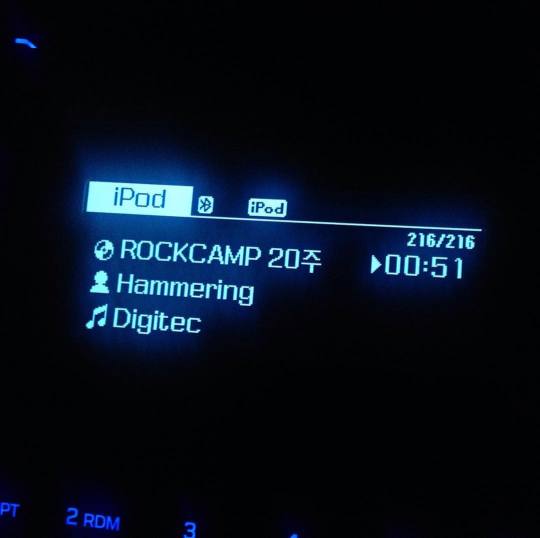 iPod iPod
216/216
ROCKCAMP 20주 00:51
Hammering
Digitec
PT 2 RDM 3